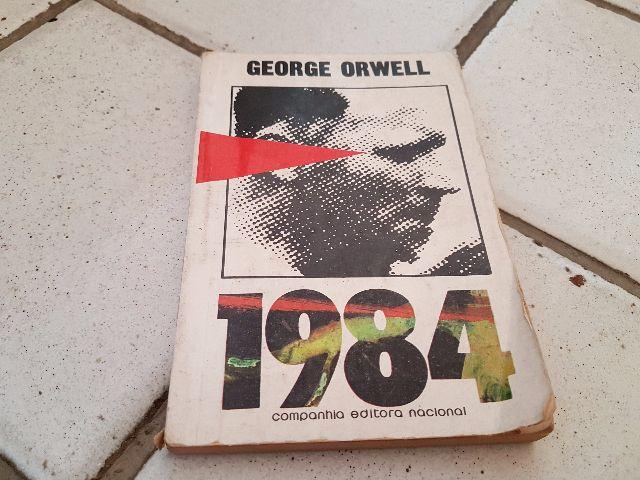 GEORGE ORWELL
1984
companhia editora nacional